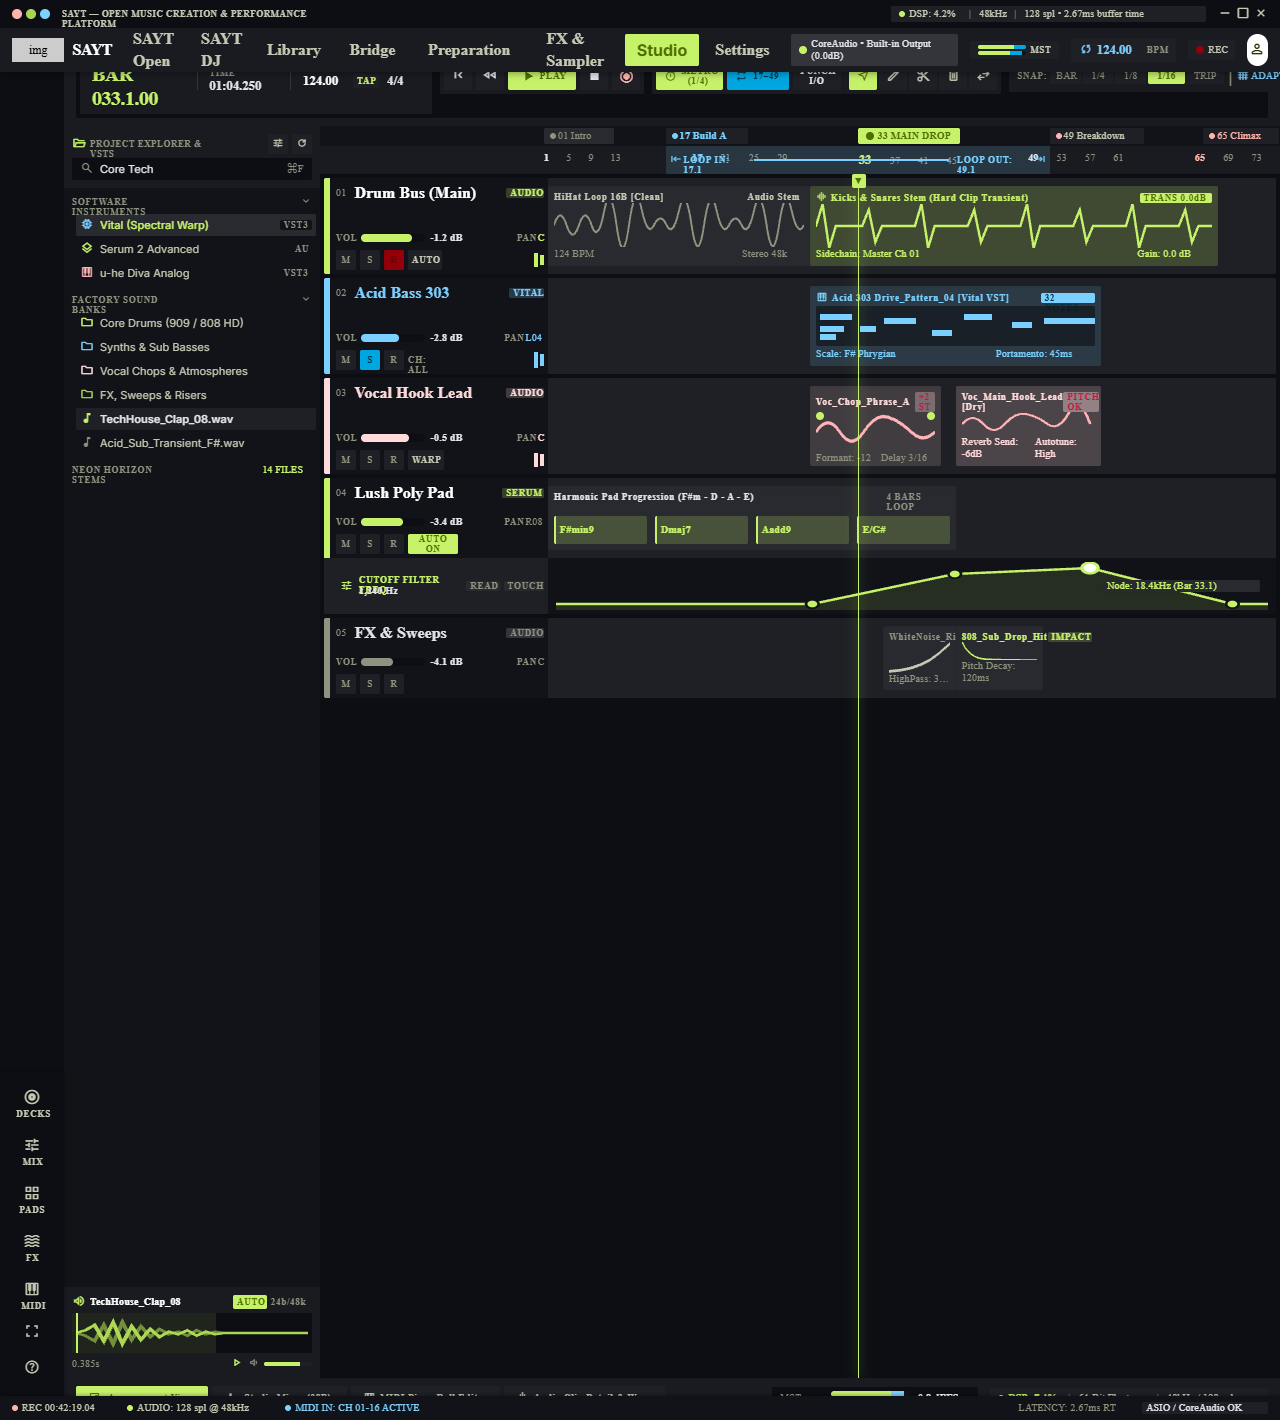 SAYT — OPEN MUSIC CREATION & PERFORMANCE
PLATFORM
DSP: 4.2% | 48kHz | 128 spl • 2.67ms buffer time
img SAYT SAYT Open SAYT DJ Library Bridge Preparation FX & Sampler Studio Settings
CoreAudio • Built-in Output (0.0dB) MST 124.00 BPM REC
BAR 033.1.00
TIME 01:04.250 124.00 TAP 4/4
PLAY
METRO (1/4) 17–49 PUNCH I/O
SNAP: BAR 1/4 1/8 1/16 TRIP
PROJECT EXPLORER &
VSTS
Core Tech ⌘F
SOFTWARE
INSTRUMENTS
Vital (Spectral Warp) VST3
Serum 2 Advanced AU
u-he Diva Analog VST3
FACTORY SOUND
BANKS
Core Drums (909 / 808 HD)
Synths & Sub Basses
Vocal Chops & Atmospheres
FX, Sweeps & Risers
TechHouse_Clap_08.wav
Acid_Sub_Transient_F#.wav
NEON HORIZON
STEMS
14 FILES
01 Intro 17 Build A 33 MAIN DROP 49 Breakdown 65 Climax
1 5 9 13 17 21 25 29 33 37 41 45 49 53 57 61 65 69 73
LOOP IN:
17.1
LOOP OUT:
49.1
01 Drum Bus (Main) AUDIO
VOL -1.2 dB PAN C
M S R AUTO
HiHat Loop 16B [Clean] Audio Stem
124 BPM Stereo 48k
Kicks & Snares Stem (Hard Clip Transient) TRANS 0.0dB
Sidechain: Master Ch 01 Gain: 0.0 dB
02 Acid Bass 303 VITAL
VOL -2.8 dB PAN L04
M S R CH:
ALL
Acid 303 Drive_Pattern_04 [Vital VST] 32
Scale: F# Phrygian Portamento: 45ms
03 Vocal Hook Lead AUDIO
VOL -0.5 dB PAN C
M S R WARP
Voc_Chop_Phrase_A +2
ST
Formant: -12 Delay 3/16
Voc_Main_Hook_Lead
[Dry]
PITCH
OK
Reverb Send:
-6dB
Autotune:
High
04 Lush Poly Pad SERUM
VOL -3.4 dB PAN R08
M S R AUTO
ON
Harmonic Pad Progression (F#m - D - A - E) 4 BARS
LOOP
F#min9 Dmaj7 Aadd9 E/G#
CUTOFF FILTER
READ TOUCH
Node: 18.4kHz (Bar 33.1)
05 FX & Sweeps AUDIO
VOL -4.1 dB PAN C
M S R
WhiteNoise_Ri
HighPass: 3...
808_Sub_Drop_Hit IMPACT
Pitch Decay:
120ms
DECKS
MIX
PADS
FX
MIDI
TechHouse_Clap_08 AUTO 24b/48k
0.385s
REC 00:42:19.04 AUDIO: 128 spl @ 48kHz MIDI IN: CH 01-16 ACTIVE LATENCY: 2.67ms RT ASIO / CoreAudio OK